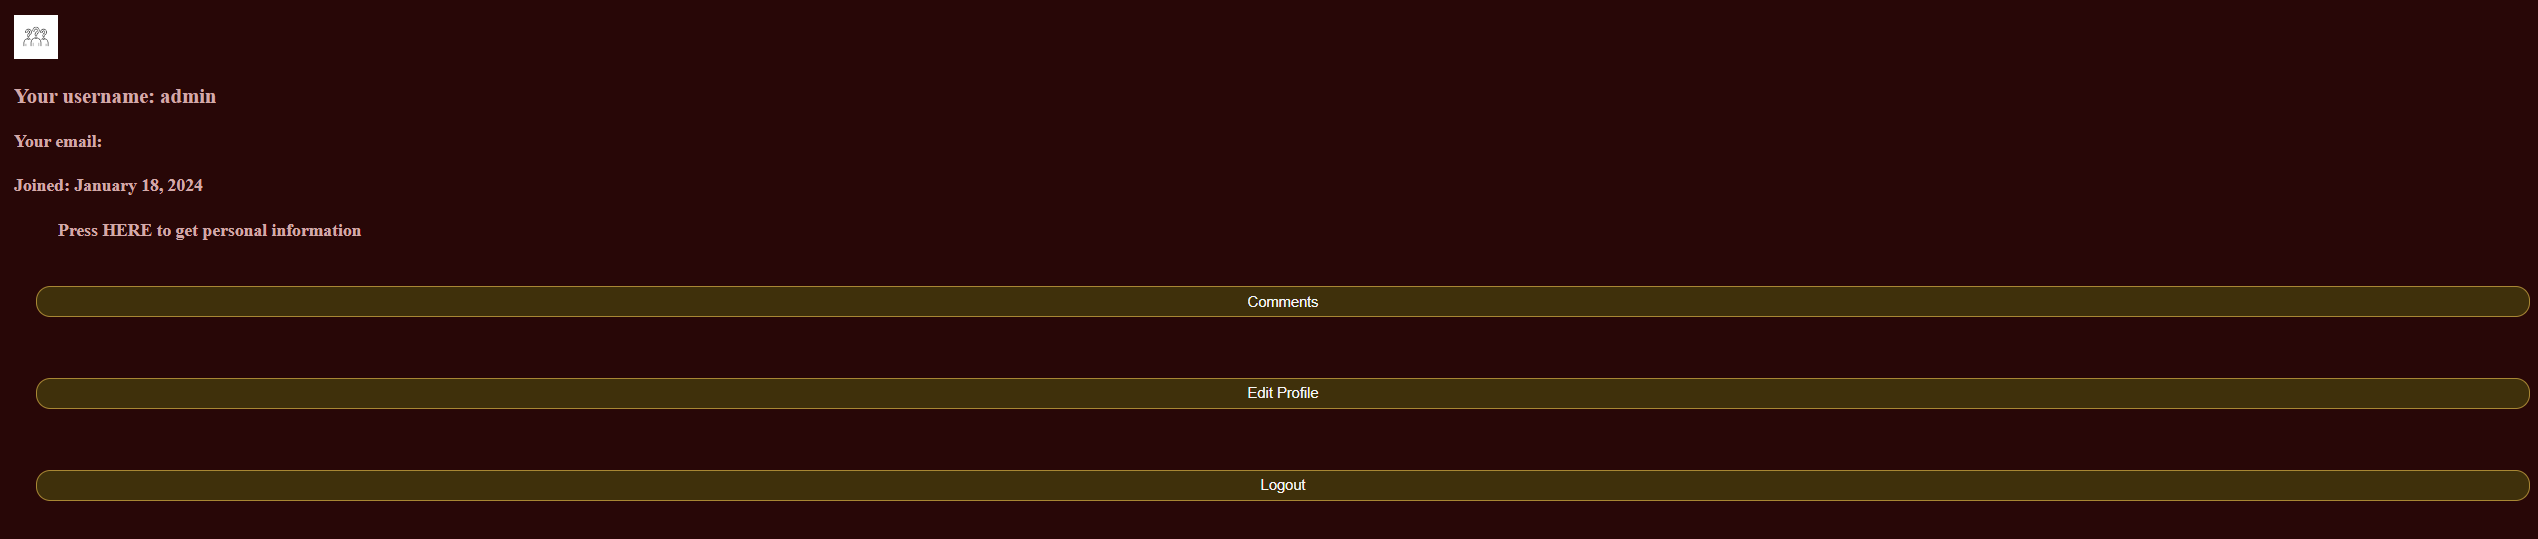 ???
Your username: admin
Your email:
Joined: January 18, 2024
Press HERE to get personal information
Comments
Edit Profile
Logout